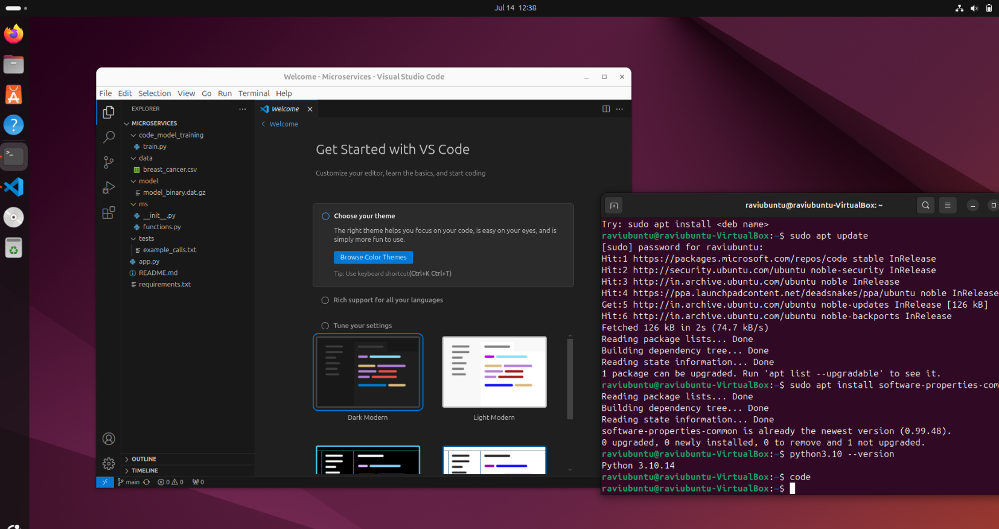 Jul 14 12:38
Welcome - Microservices - Visual Studio Code
File Edit Selection View Go Run Terminal Help
EXPLORER
Welcome
MICROSERVICES
code_model_training
train.py
data
breast_cancer.csv
model
model_binary.dat.gz
ms
__init__.py
functions.py
tests
example_calls.txt
app.py
README.md
requirements.txt
OUTLINE
TIMELINE
main 0 0 0
Welcome
Get Started with VS Code
Customize your editor, learn the basics, and start coding
Choose your theme
The right theme helps you focus on your code, is easy on your eyes, and is
simply more fun to use.
Browse Color Themes
Tip: Use keyboard shortcut(Ctrl+K Ctrl+T)
Rich support for all your languages
Tune your settings
Dark Modern
Light Modern
raviubuntu@raviubuntu-VirtualBox: ~
Try: sudo apt install <deb name>
raviubuntu@raviubuntu-VirtualBox:~$ sudo apt update
[sudo] password for raviubuntu:
Hit:1 https://packages.microsoft.com/repos/code stable InRelease
Hit:2 http://security.ubuntu.com/ubuntu noble-security InRelease
Hit:3 http://in.archive.ubuntu.com/ubuntu noble InRelease
Hit:4 https://ppa.launchpadcontent.net/deadsnakes/ppa/ubuntu noble InRelease
Get:5 http://in.archive.ubuntu.com/ubuntu noble-updates InRelease [126 kB]
Hit:6 http://in.archive.ubuntu.com/ubuntu noble-backports InRelease
Fetched 126 kB in 2s (74.7 kB/s)
Reading package lists... Done
Building dependency tree... Done
Reading state information... Done
1 package can be upgraded. Run 'apt list --upgradable' to see it.
raviubuntu@raviubuntu-VirtualBox:~$ sudo apt install software-properties-com
Reading package lists... Done
Building dependency tree... Done
Reading state information... Done
software-properties-common is already the newest version (0.99.48).
0 upgraded, 0 newly installed, 0 to remove and 1 not upgraded.
raviubuntu@raviubuntu-VirtualBox:~$ python3.10 --version
Python 3.10.14
raviubuntu@raviubuntu-VirtualBox:~$ code
raviubuntu@raviubuntu-VirtualBox:~$